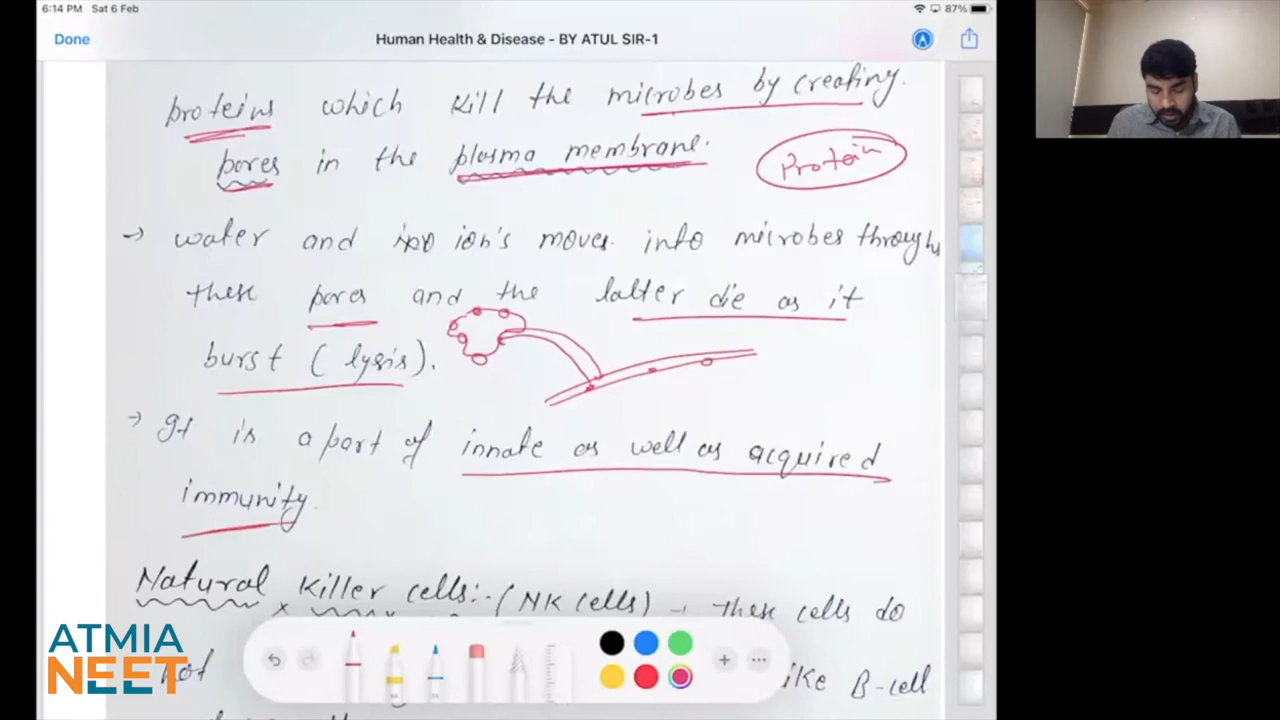 6:14 PM Sat 6 Feb
87%
Done
Human Health & Disease - BY ATUL SIR-1
proteins which kill the microbes by creating
pores in the plasma membrane.
Protein
→ water and ion's moves into microbes through
these pores and the latter die as it
burst (lysis).
→ It is a part of innate as well as acquired
immunity.
Natural killer cells:- (NK cells) → These cells do
not
like B-cell
ATMIA
NEET